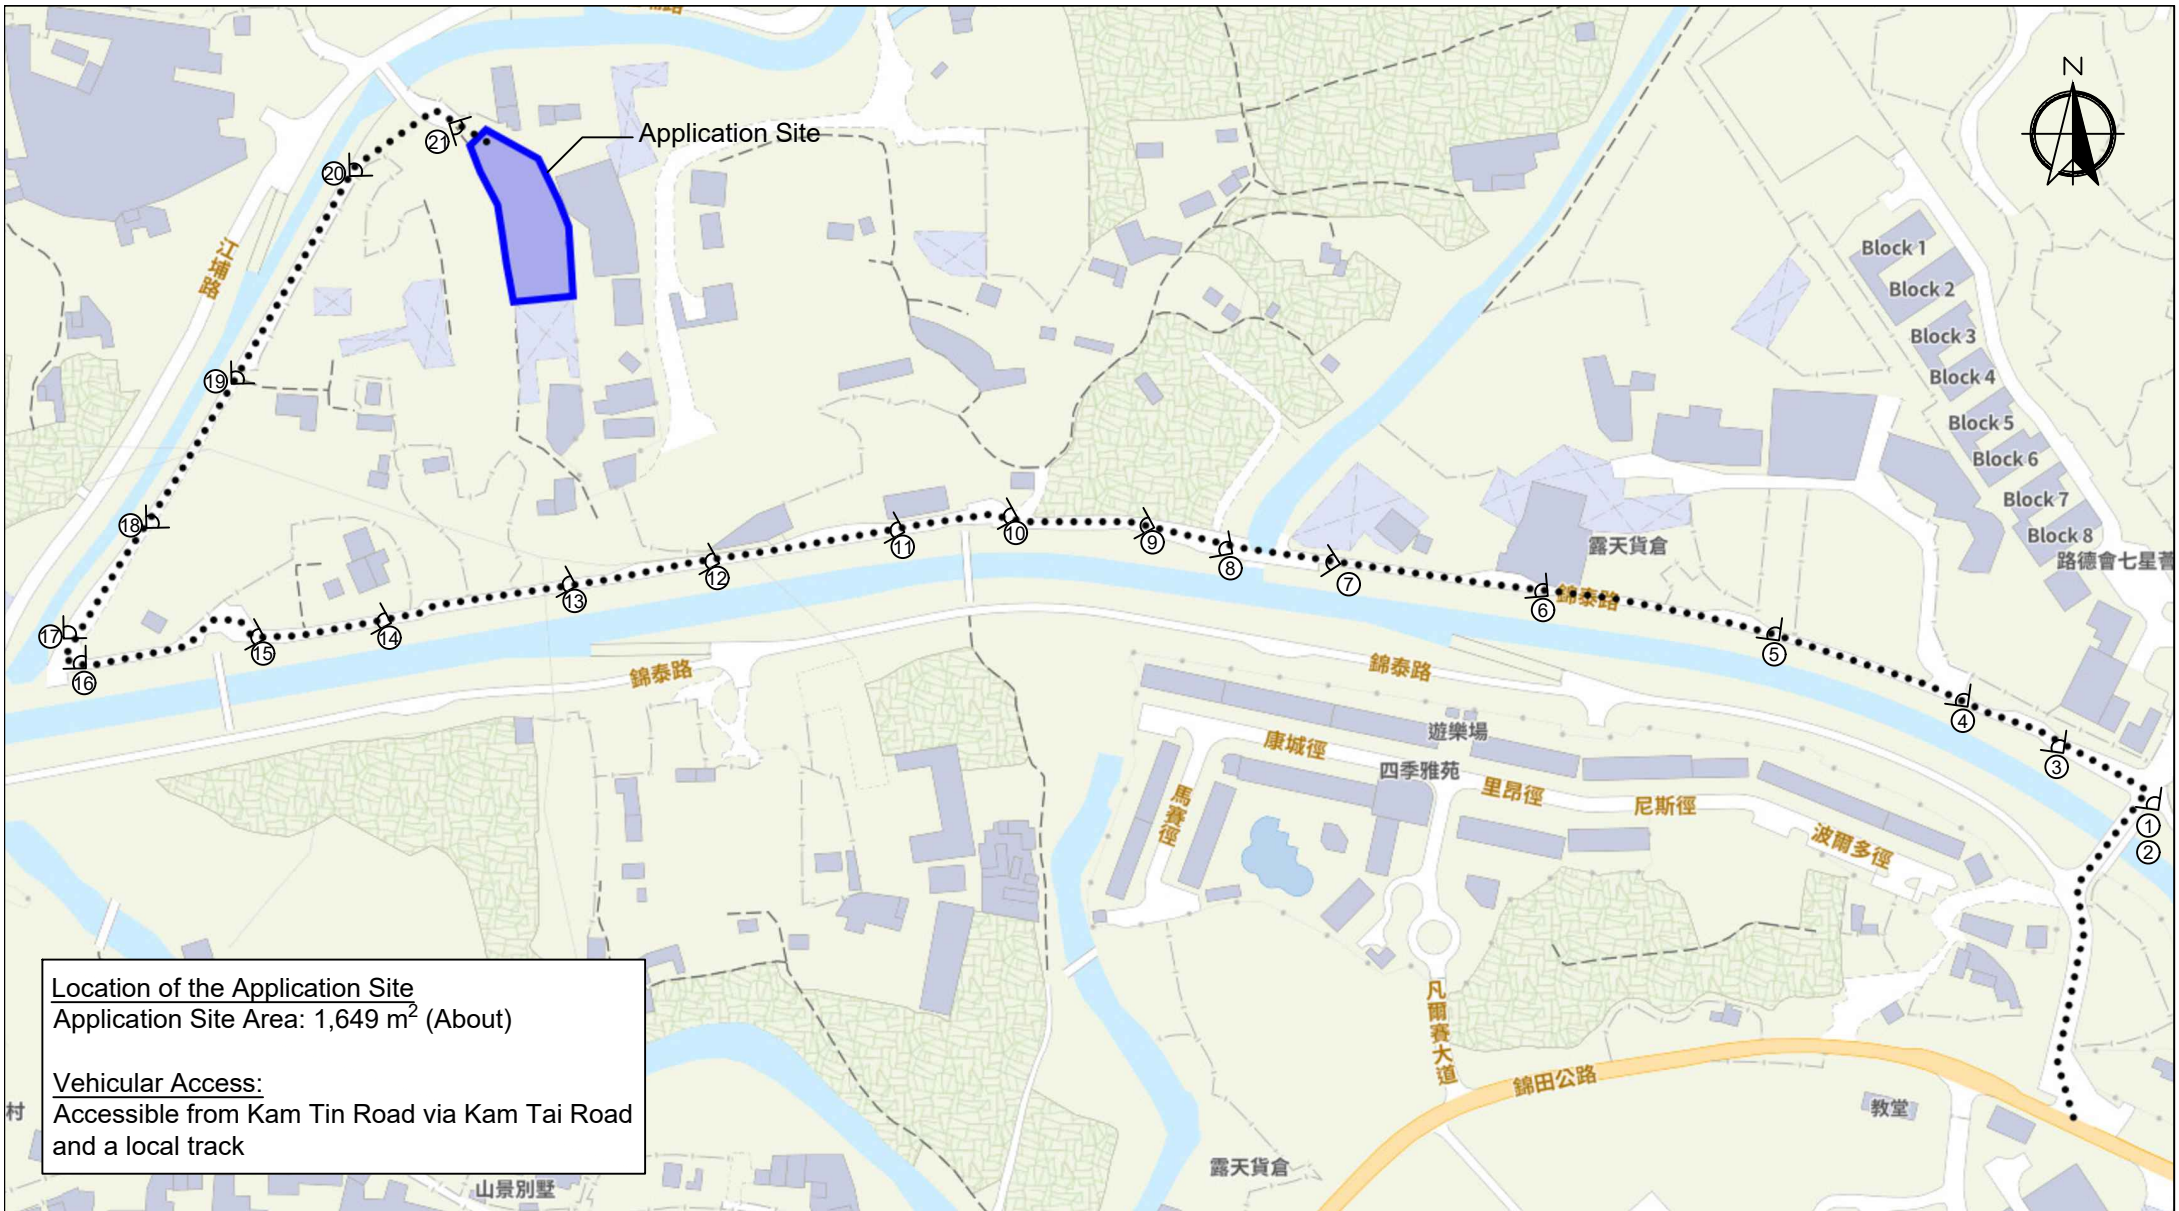 N
Application Site
江埔路
Block 1
Block 2
Block 3
Block 4
Block 5
Block 6
Block 7
Block 8
路德會七星薈
露天貨倉
錦泰路
21
20
19
18
17
16
15
14
13
12
11
10
9
8
7
6
5
4
3
1
2
錦泰路
錦泰路
遊樂場
康城徑
四季雅苑
里昂徑
尼斯徑
馬賽徑
波爾多徑
凡爾賽大道
錦田公路
教堂
露天貨倉
山景別墅
村
Location of the Application Site
Application Site Area: 1,649 m² (About)
Vehicular Access:
Accessible from Kam Tin Road via Kam Tai Road
and a local track